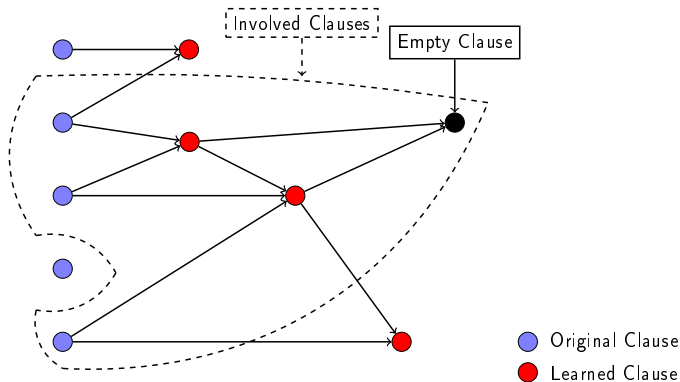 Involved Clauses
Empty Clause
Original Clause
Learned Clause